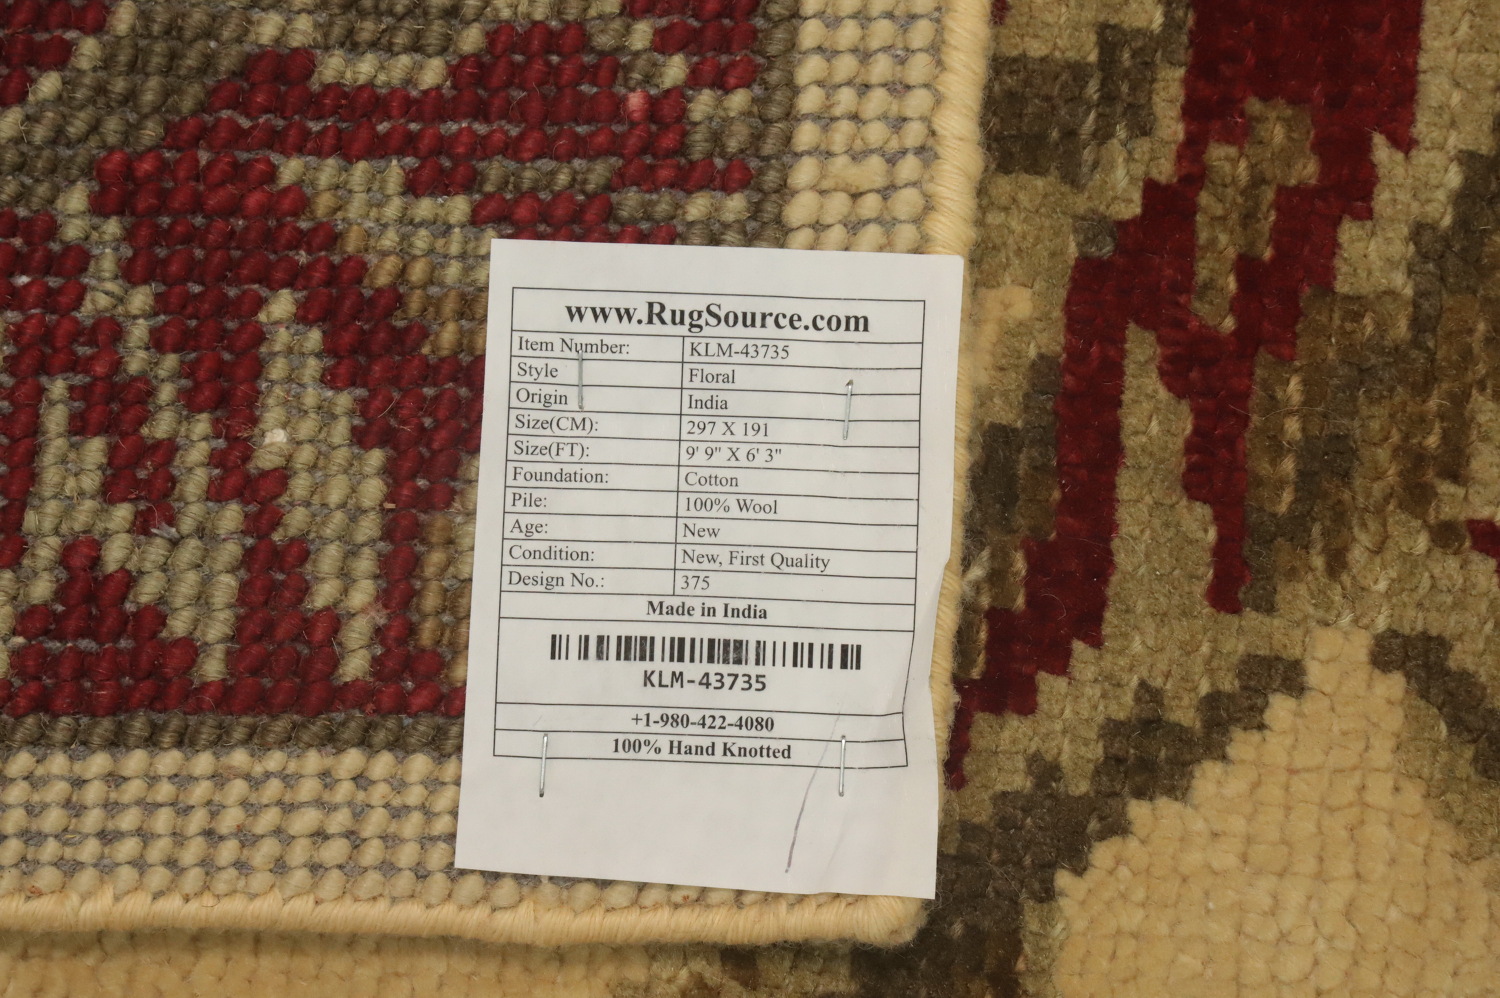 www.RugSource.com
Item Number: KLM-43735
Style Floral
Origin India
Size(CM): 297 X 191
Size(FT): 9' 9" X 6' 3"
Foundation: Cotton
Pile: 100% Wool
Age: New
Condition: New, First Quality
Design No.: 375
Made in India
KLM-43735
+1-980-422-4080
100% Hand Knotted